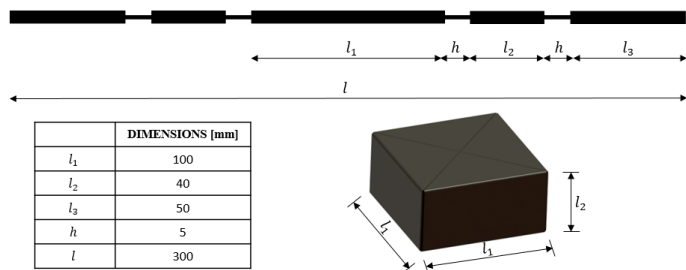 l₁ h l₂ h l₃
l
DIMENSIONS [mm]
l₁ 100
l₂ 40
l₃ 50
h 5
l 300
l₂
l₁ l₁